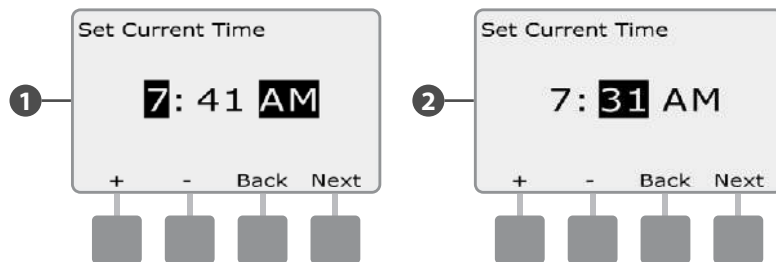 Set Current Time
1
7: 41 AM
+ - Back Next
Set Current Time
2
7: 31 AM
+ - Back Next